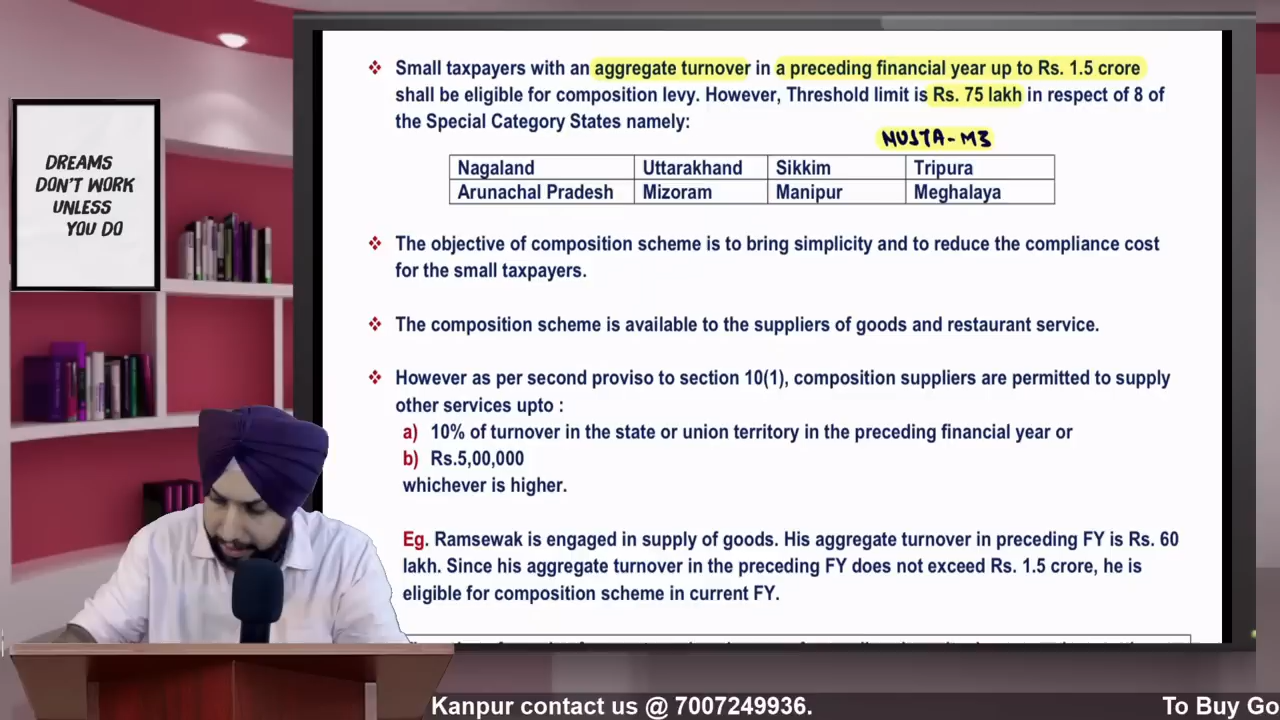 DREAMS
DON'T WORK
UNLESS
YOU DO
❖ Small taxpayers with an aggregate turnover in a preceding financial year up to Rs. 1.5 crore
shall be eligible for composition levy. However, Threshold limit is Rs. 75 lakh in respect of 8 of
the Special Category States namely:
NUSTA-M3
Nagaland Uttarakhand Sikkim Tripura
Arunachal Pradesh Mizoram Manipur Meghalaya
❖ The objective of composition scheme is to bring simplicity and to reduce the compliance cost
for the small taxpayers.
❖ The composition scheme is available to the suppliers of goods and restaurant service.
❖ However as per second proviso to section 10(1), composition suppliers are permitted to supply
other services upto :
a) 10% of turnover in the state or union territory in the preceding financial year or
b) Rs.5,00,000
whichever is higher.
Eg. Ramsewak is engaged in supply of goods. His aggregate turnover in preceding FY is Rs. 60
lakh. Since his aggregate turnover in the preceding FY does not exceed Rs. 1.5 crore, he is
eligible for composition scheme in current FY.
Kanpur contact us @ 7007249936. To Buy Go